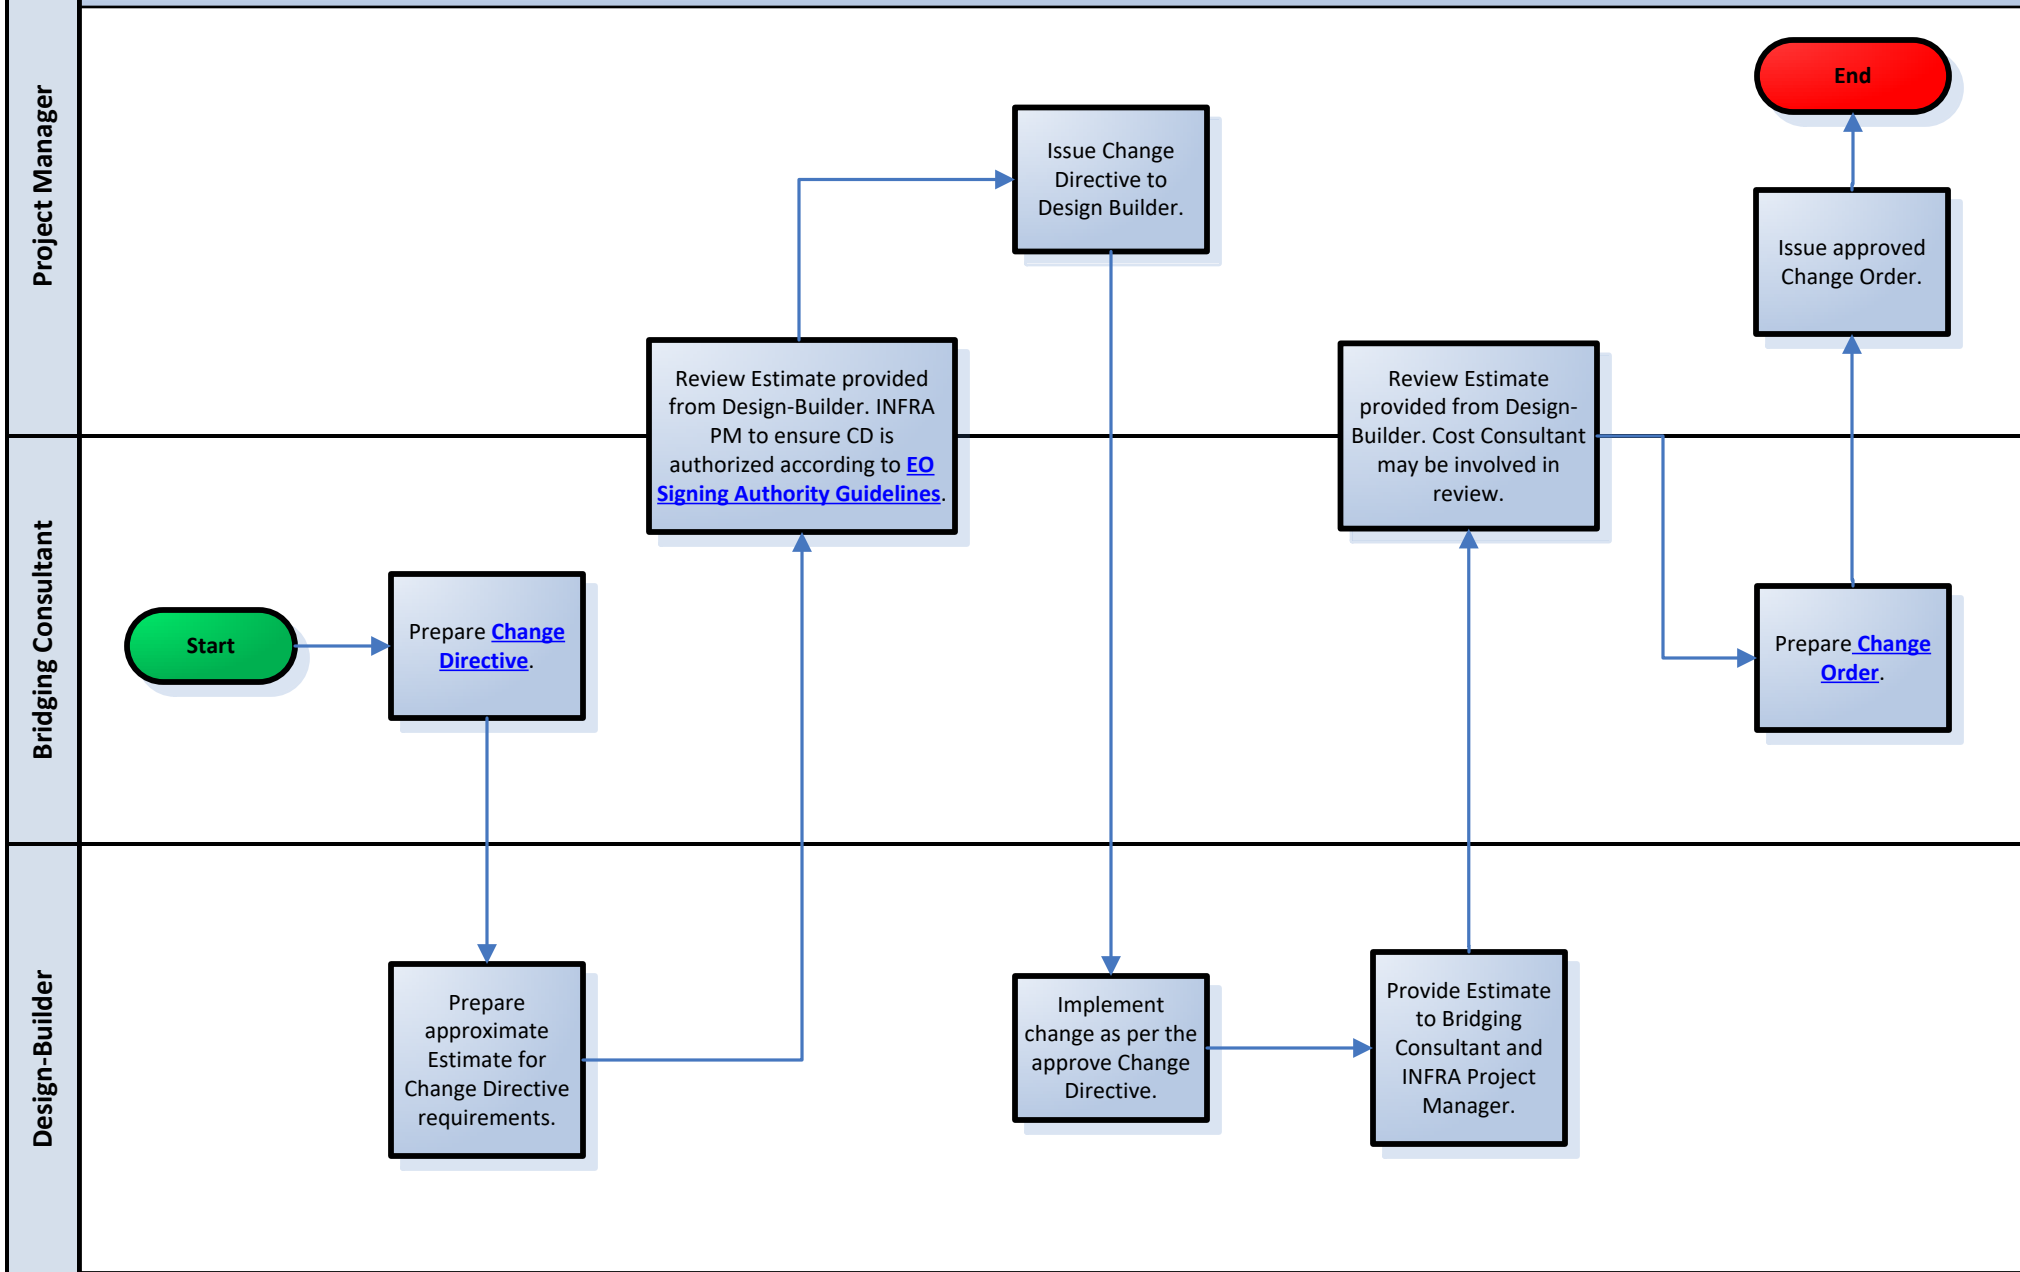 Project Manager
End
Issue Change
Directive to
Design Builder.
Issue approved
Change Order.
Review Estimate provided
from Design-Builder. INFRA
PM to ensure CD is
authorized according to EO
Signing Authority Guidelines.
Review Estimate
provided from Design-
Builder. Cost Consultant
may be involved in
review.
Bridging Consultant
Start
Prepare Change
Directive.
Prepare Change
Order.
Design-Builder
Prepare
approximate
Estimate for
Change Directive
requirements.
Implement
change as per the
approve Change
Directive.
Provide Estimate
to Bridging
Consultant and
INFRA Project
Manager.